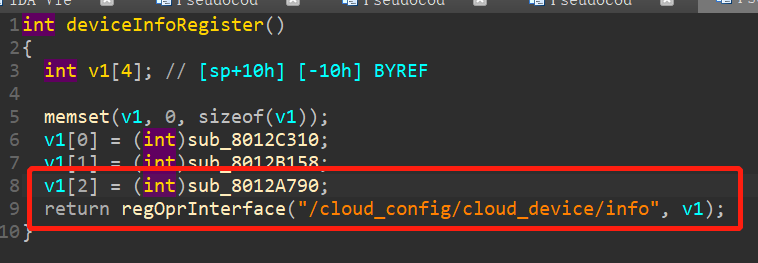 IDA Vie Pseudocod Pseudocod Pseudocod
1 int deviceInfoRegister()
2 {
3 int v1[4]; // [sp+10h] [-10h] BYREF
4
5 memset(v1, 0, sizeof(v1));
6 v1[0] = (int)sub_8012C310;
7 v1[1] = (int)sub_8012B158;
8 v1[2] = (int)sub_8012A790;
9 return regOprInterface("/cloud_config/cloud_device/info", v1);
10 }